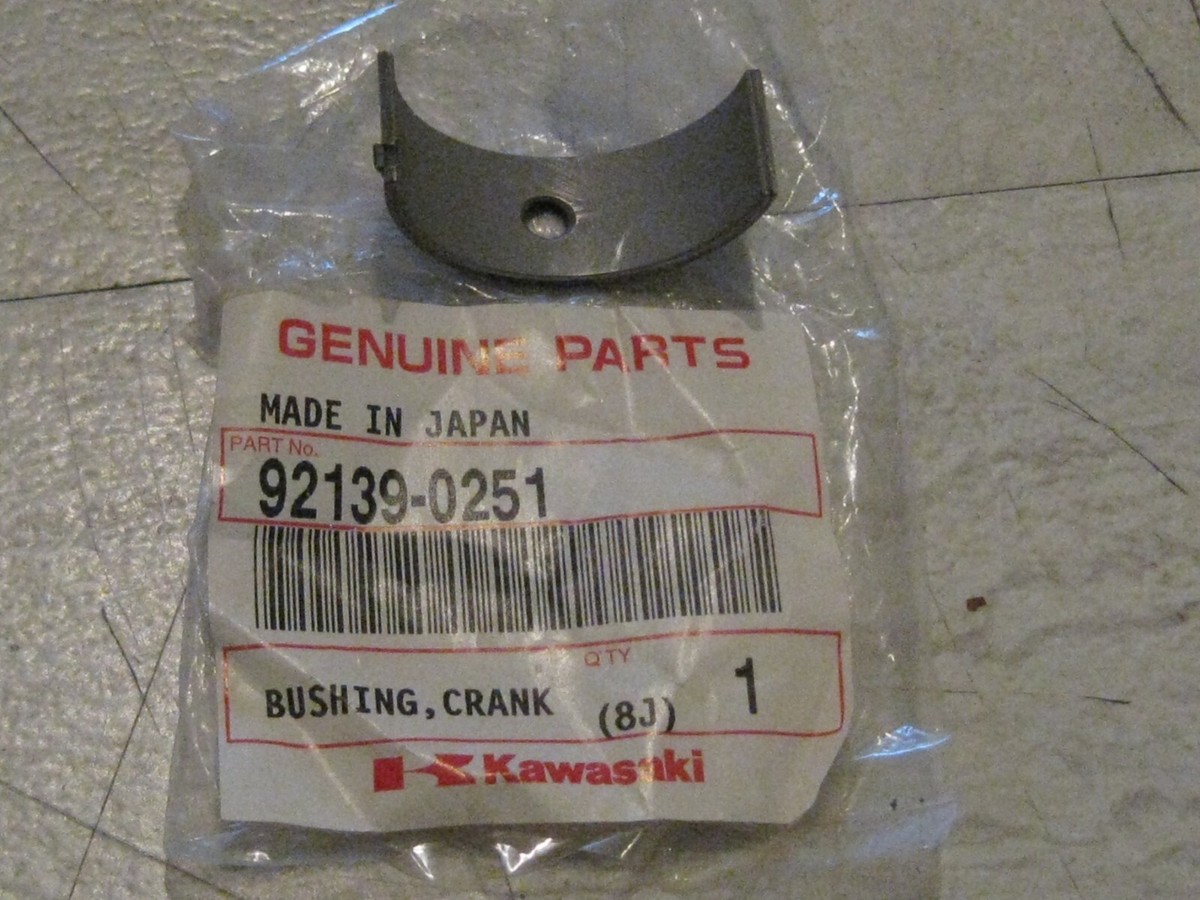 GENUINE PARTS
MADE IN JAPAN
PART No.
92139-0251
QTY
BUSHING,CRANK (8J) 1
Kawasaki